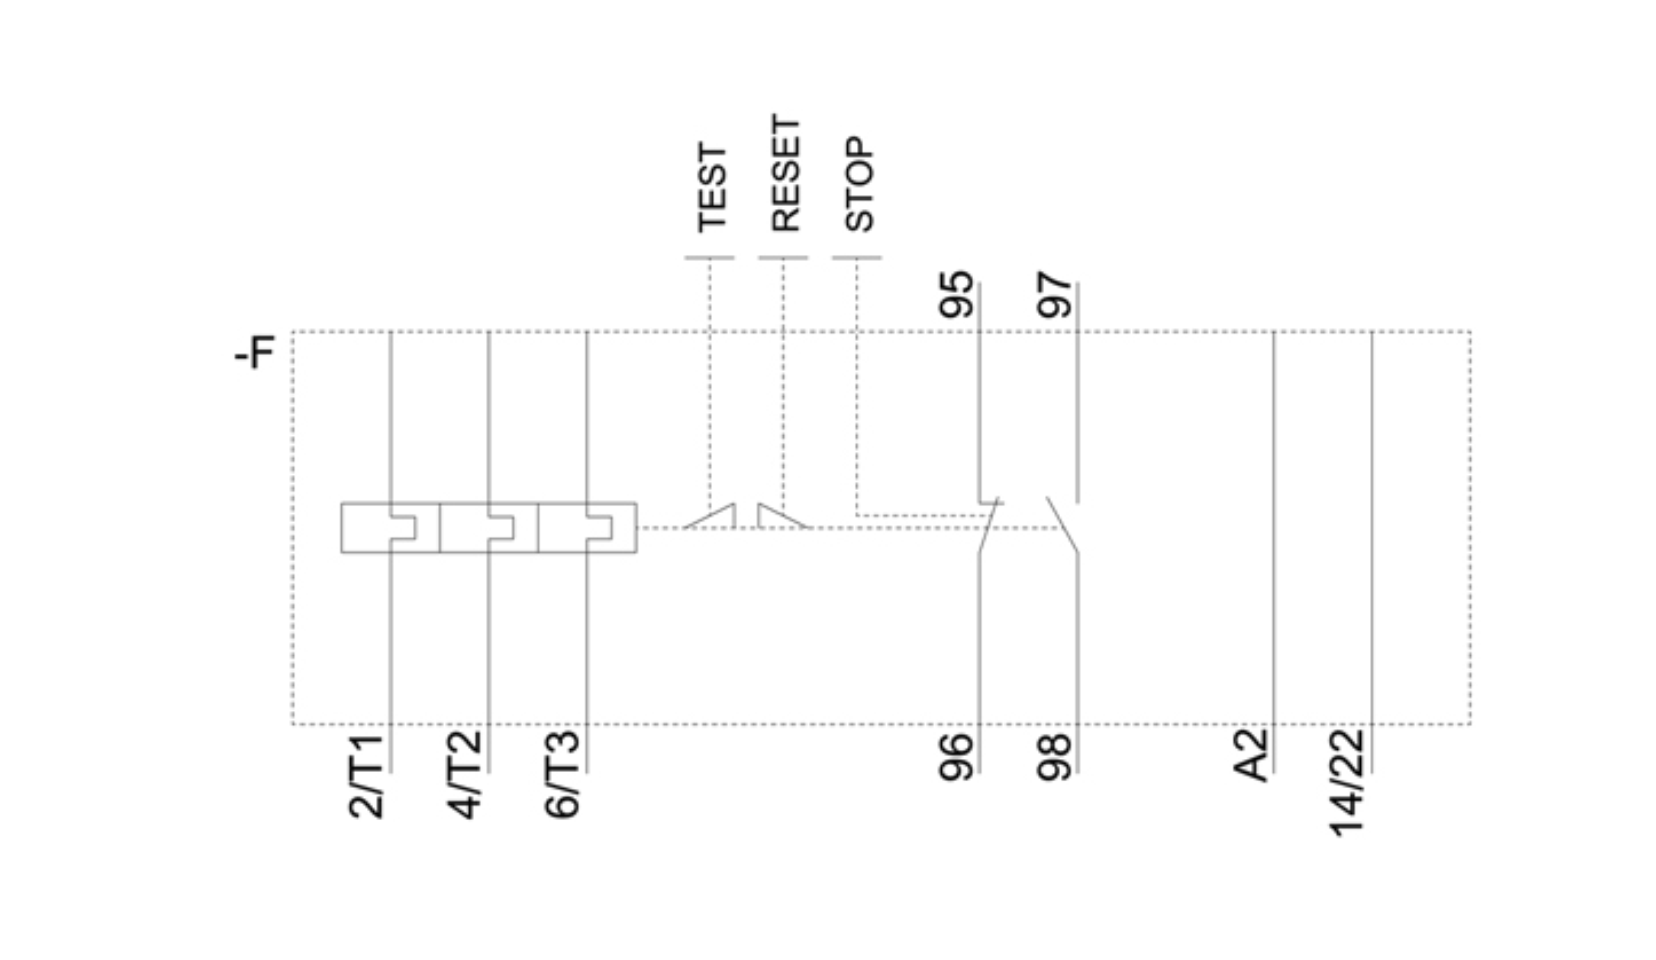 TEST
RESET
STOP
95
97
-F
2/T1
4/T2
6/T3
96
98
A2
14/22